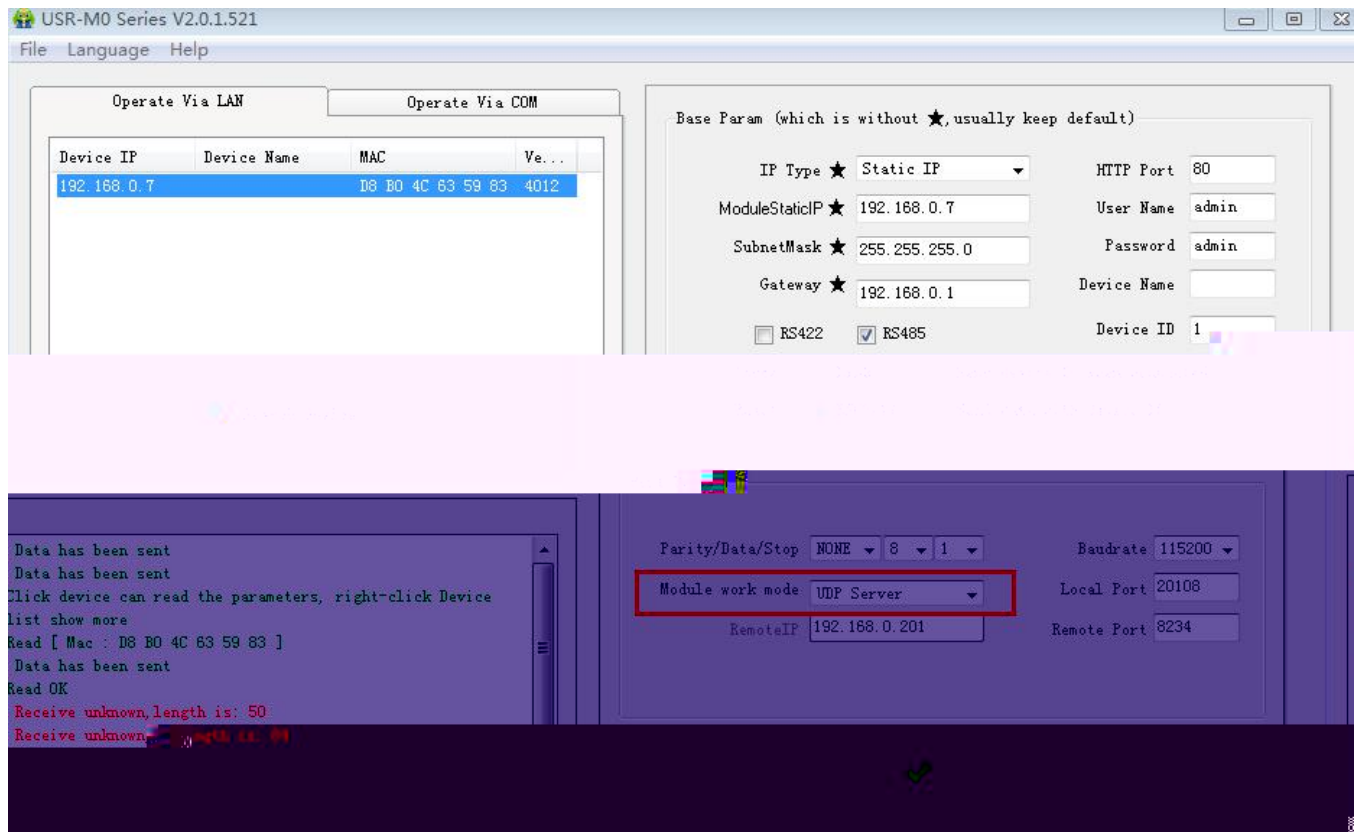 USR-M0 Series V2.0.1.521
File Language Help
Operate Via LAN
Operate Via COM
Device IP Device Name MAC Ve...
192.168.0.7 D8 B0 4C 63 59 83 4012
Base Param (which is without ★,usually keep default)
IP Type ★ Static IP
HTTP Port 80
ModuleStaticIP ★ 192.168.0.7
User Name admin
SubnetMask ★ 255.255.255.0
Password admin
Gateway ★ 192.168.0.1
Device Name
RS422 RS485
Device ID 1
Data has been sent
Data has been sent
Click device can read the parameters, right-click Device
list show more
Read [ Mac : D8 B0 4C 63 59 83 ]
Data has been sent
Read OK
Receive unknown,length is: 50
Receive unknown
Parity/Data/Stop NONE 8 1
Baudrate 115200
Module work mode UDP Server
Local Port 20108
RemoteIP 192.168.0.201
Remote Port 8234